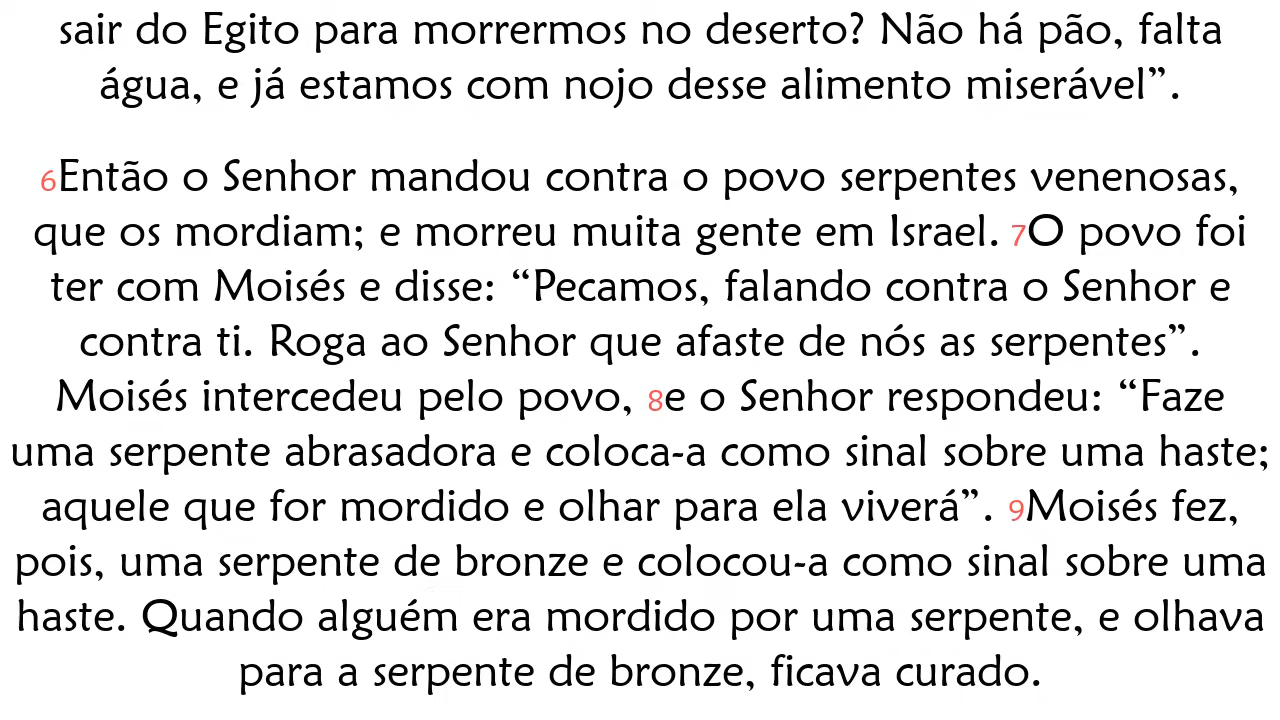 sair do Egito para morrermos no deserto? Não há pão, falta
água, e já estamos com nojo desse alimento miserável”.
6Então o Senhor mandou contra o povo serpentes venenosas,
que os mordiam; e morreu muita gente em Israel. 7O povo foi
ter com Moisés e disse: “Pecamos, falando contra o Senhor e
contra ti. Roga ao Senhor que afaste de nós as serpentes”.
Moisés intercedeu pelo povo, 8e o Senhor respondeu: “Faze
uma serpente abrasadora e coloca-a como sinal sobre uma haste;
aquele que for mordido e olhar para ela viverá”. 9Moisés fez,
pois, uma serpente de bronze e colocou-a como sinal sobre uma
haste. Quando alguém era mordido por uma serpente, e olhava
para a serpente de bronze, ficava curado.